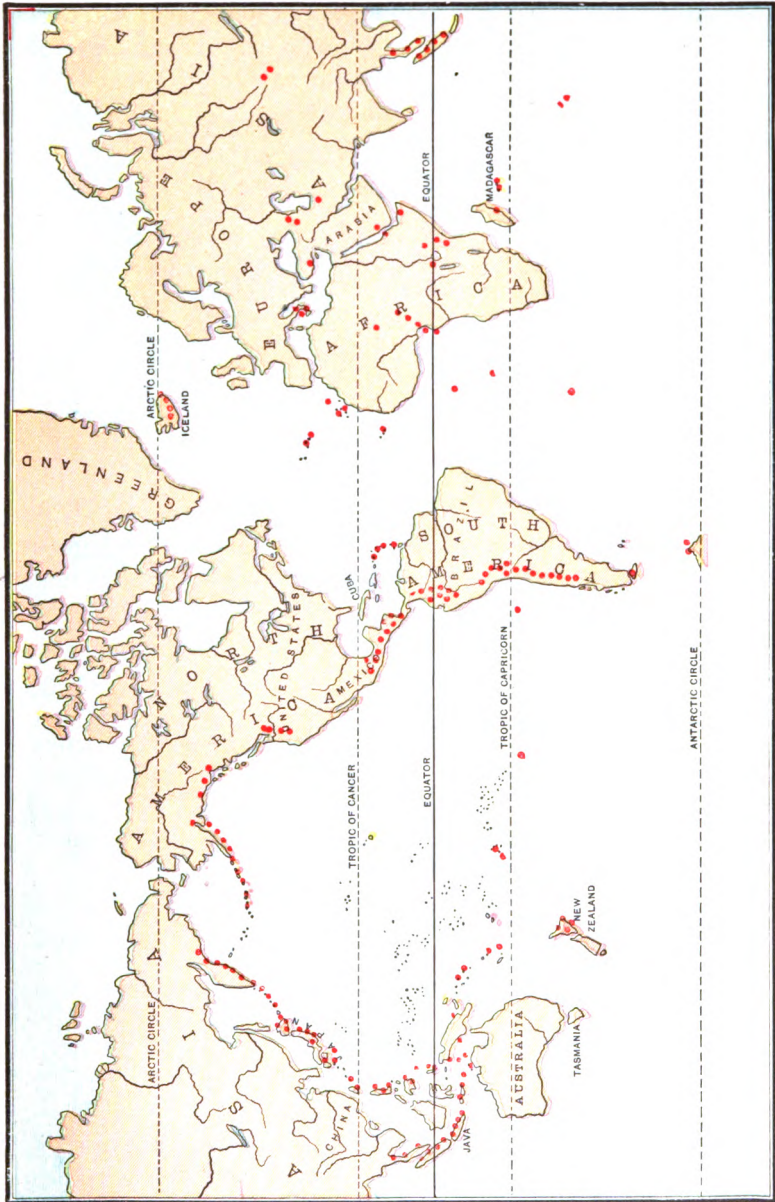 GREENLAND
ARCTIC CIRCLE
ICELAND
ARCTIC CIRCLE
ASIA
CHINA
JAPAN
NORTH
AMERICA
UNITED STATES
MEXICO
CUBA
EUROPE
ASIA
ARABIA
AFRICA
TROPIC OF CANCER
EQUATOR
EQUATOR
SOUTH
AMERICA
BRAZIL
MADAGASCAR
JAVA
AUSTRALIA
TASMANIA
NEW
ZEALAND
TROPIC OF CAPRICORN
ANTARCTIC CIRCLE